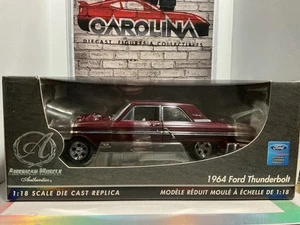 CAROLINA
DIECAST, FIGURES & COLLECTIBLES
AMERICAN MUSCLE
Authentics
1964 Ford Thunderbolt
Ford
1:18 SCALE DIE CAST REPLICA
MODÈLE RÉDUIT MOULÉ À ÉCHELLE DE 1:18